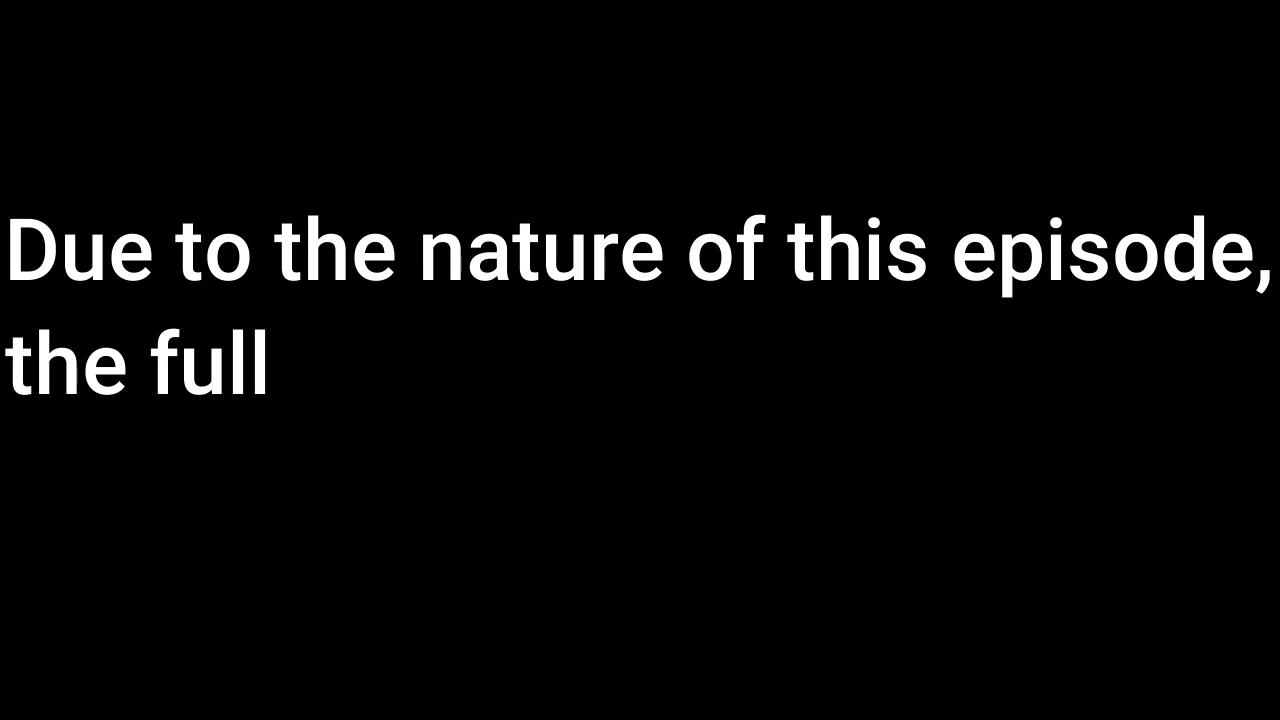 Due to the nature of this episode,
the full